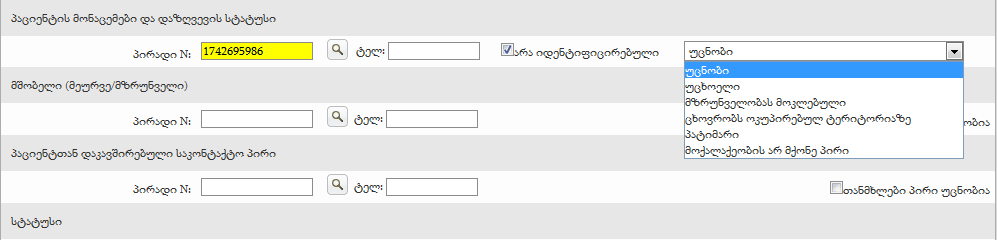 პაციენტის მონაცემები და დაზღვევის სტატუსი
პირადი N: 1742695986 ტელ: არა იდენტიფიცირებული უცნობი
უცნობი
უცხოელი
მზრუნველობას მოკლებული
ცხოვრობს ოკუპირებულ ტერიტორიაზე
პატიმარი
მოქალაქეობის არ მქონე პირი
მშობელი (მეურვე/მზრუნველი)
პირადი N: ტელ:
პაციენტთან დაკავშირებული საკონტაქტო პირი
პირადი N: ტელ: თანმხლები პირი უცნობია
სტატუსი